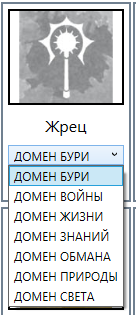 Жрец
ДОМЕН БУРИ
ДОМЕН БУРИ
ДОМЕН ВОЙНЫ
ДОМЕН ЖИЗНИ
ДОМЕН ЗНАНИЙ
ДОМЕН ОБМАНА
ДОМЕН ПРИРОДЫ
ДОМЕН СВЕТА